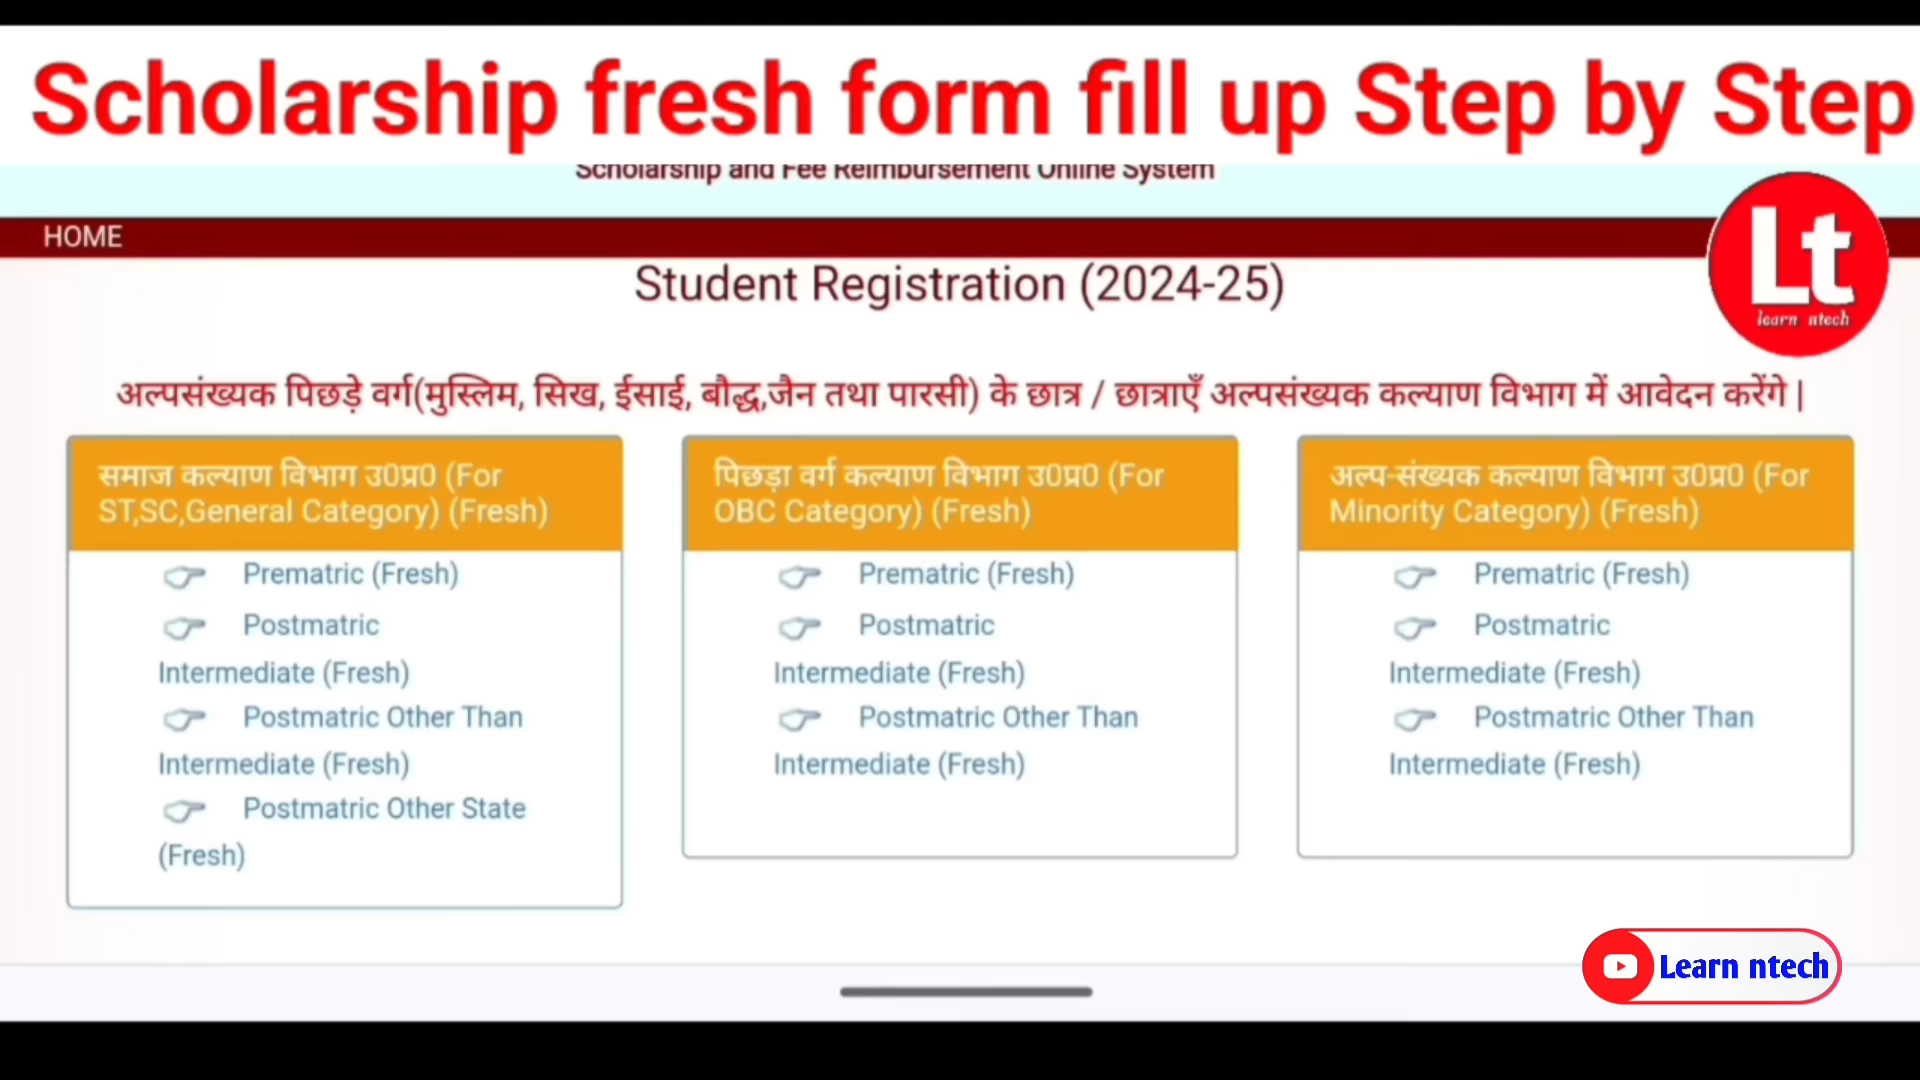 Scholarship fresh form fill up Step by Step
Scholarship and Fee Reimbursement Online System
HOME
Lt
learn ntech
Student Registration (2024-25)
अल्पसंख्यक पिछड़े वर्ग(मुस्लिम, सिख, ईसाई, बौद्ध,जैन तथा पारसी) के छात्र / छात्राएँ अल्पसंख्यक कल्याण विभाग में आवेदन करेंगे |
समाज कल्याण विभाग उ0प्र0 (For
ST,SC,General Category) (Fresh)
Prematric (Fresh)
Postmatric
Intermediate (Fresh)
Postmatric Other Than
Intermediate (Fresh)
Postmatric Other State
(Fresh)
पिछड़ा वर्ग कल्याण विभाग उ0प्र0 (For
OBC Category) (Fresh)
Prematric (Fresh)
Postmatric
Intermediate (Fresh)
Postmatric Other Than
Intermediate (Fresh)
अल्प-संख्यक कल्याण विभाग उ0प्र0 (For
Minority Category) (Fresh)
Prematric (Fresh)
Postmatric
Intermediate (Fresh)
Postmatric Other Than
Intermediate (Fresh)
Learn ntech